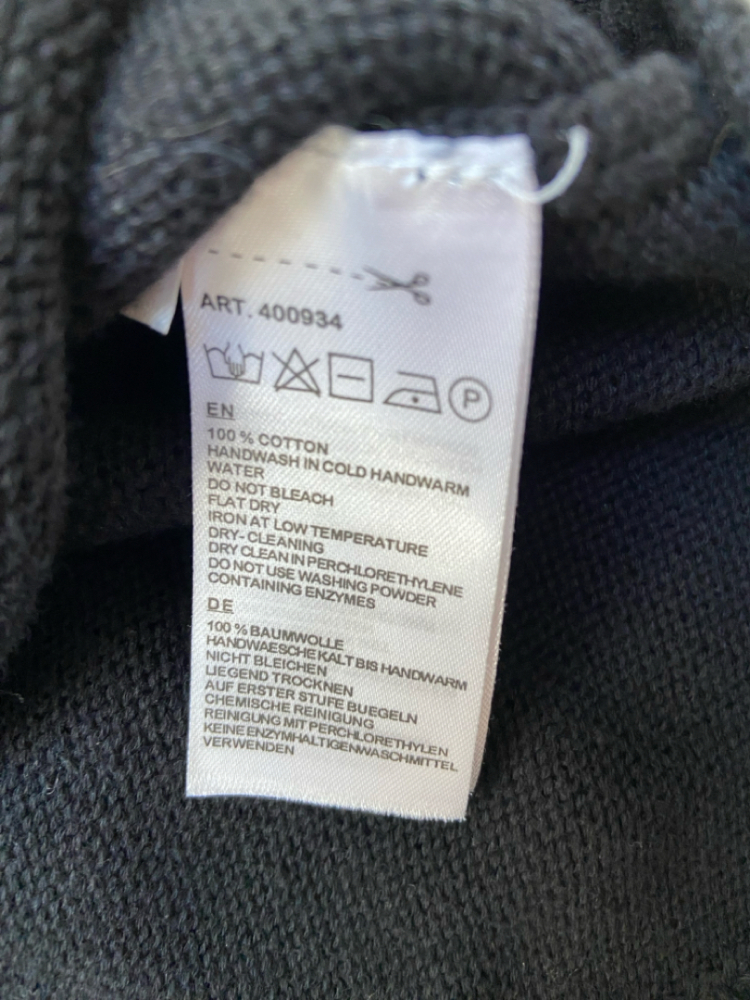 ART. 400934
P
EN
100 % COTTON
HANDWASH IN COLD HANDWARM
WATER
DO NOT BLEACH
FLAT DRY
IRON AT LOW TEMPERATURE
DRY- CLEANING
DRY CLEAN IN PERCHLORETHYLENE
DO NOT USE WASHING POWDER
CONTAINING ENZYMES
DE
100 % BAUMWOLLE
HANDWAESCHE KALT BIS HANDWARM
NICHT BLEICHEN
LIEGEND TROCKNEN
AUF ERSTER STUFE BUEGELN
CHEMISCHE REINIGUNG
REINIGUNG MIT PERCHLORETHYLEN
KEINE ENZYMHALTIGEN WASCHMITTEL
VERWENDEN